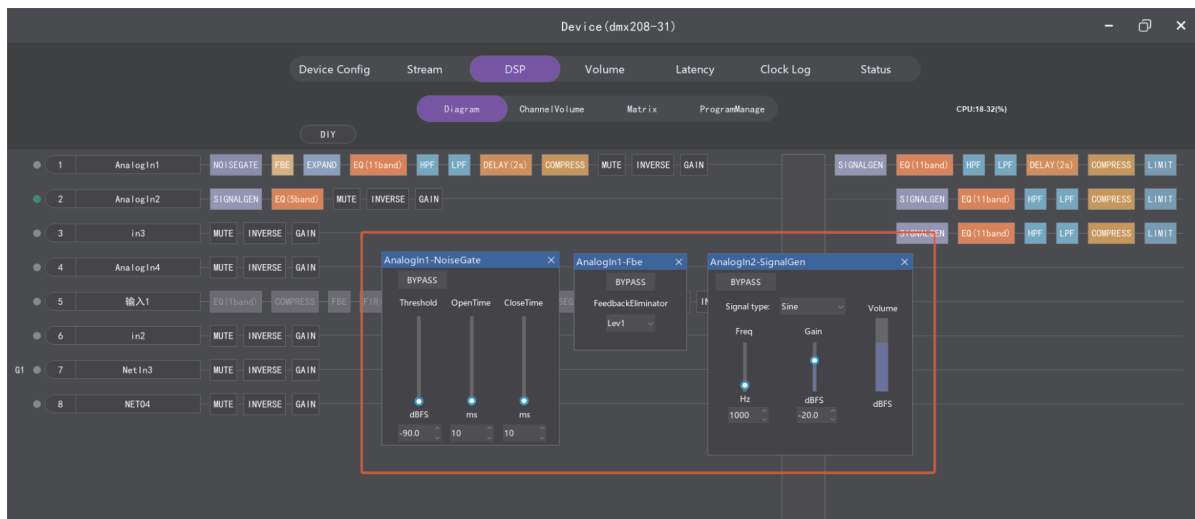 Device(dmx208-31)
Device Config Stream DSP Volume Latency Clock Log Status
Diagram ChannelVolume Matrix ProgramManage CPU:18-32(%)
DIY
1 AnalogIn1 NOISEGATE FBE EXPAND EQ(11band) HPF LPF DELAY(2s) COMPRESS MUTE INVERSE GAIN SIGNALGEN EQ(11band) HPF LPF DELAY(2s) COMPRESS LIMIT
2 AnalogIn2 SIGNALGEN EQ(5band) MUTE INVERSE GAIN SIGNALGEN EQ(11band) HPF LPF COMPRESS LIMIT
3 in3 MUTE INVERSE GAIN SIGNALGEN EQ(11band) HPF LPF COMPRESS LIMIT
4 AnalogIn4 MUTE INVERSE GAIN
5 输入1 EQ(1band) COMPRESS FBE FIR
6 in2 MUTE INVERSE GAIN
G1 7 NetIn3 MUTE INVERSE GAIN
8 NETO4 MUTE INVERSE GAIN
AnalogIn1-NoiseGate
BYPASS
Threshold OpenTime CloseTime
dBFS ms ms
-90.0 10 10
AnalogIn1-Fbe
BYPASS
FeedbackEliminator
Lev1
AnalogIn2-SignalGen
BYPASS
Signal type: Sine Volume
Freq Gain
Hz dBFS dBFS
1000 -20.0